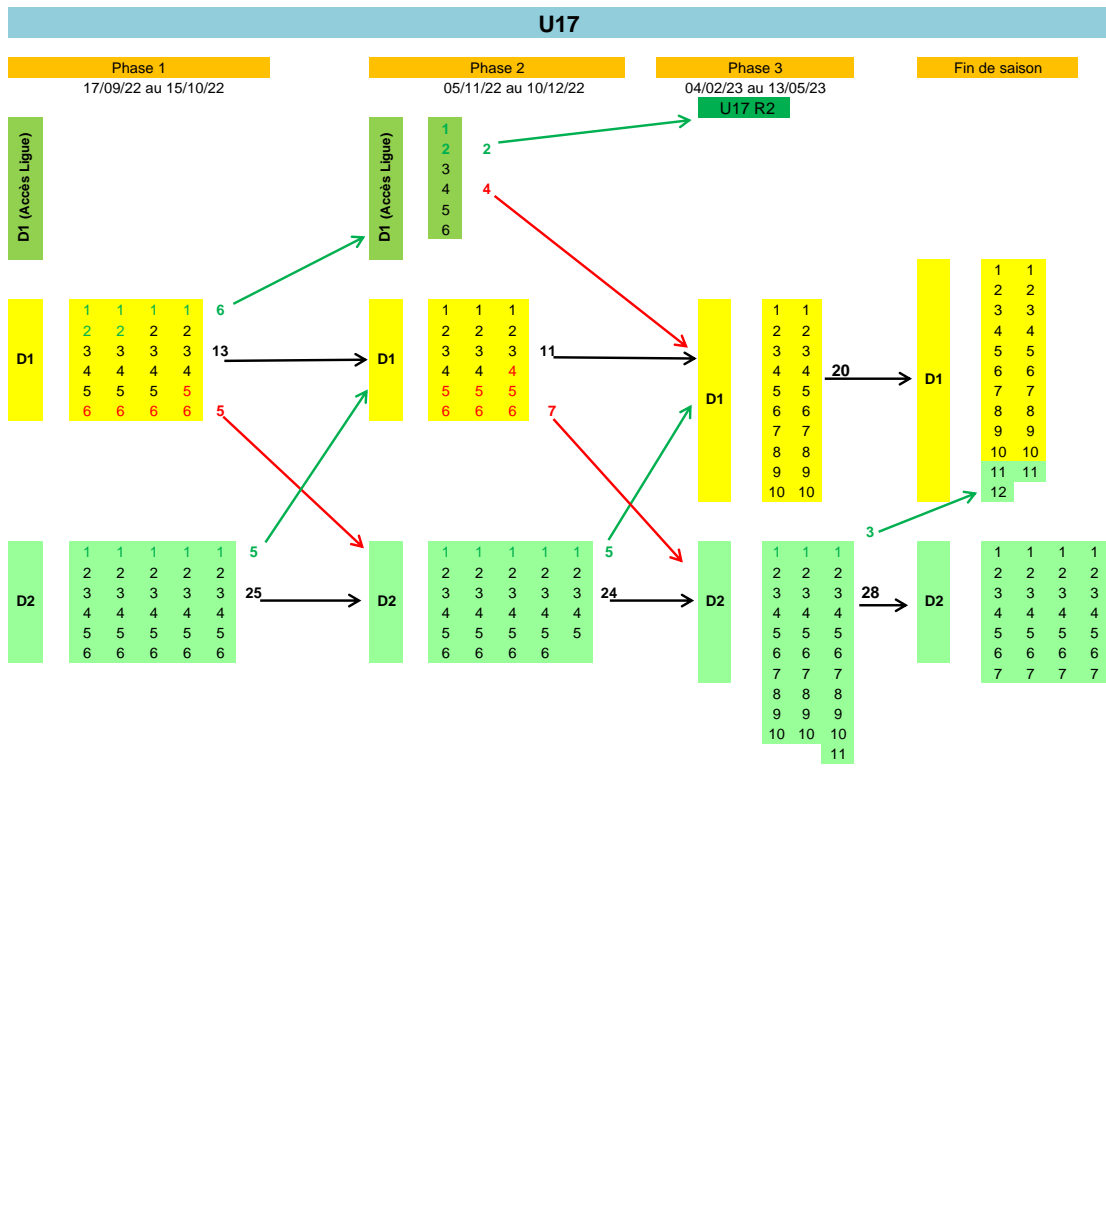 U17
Phase 1 Phase 2 Phase 3 Fin de saison
17/09/22 au 15/10/22 05/11/22 au 10/12/22 04/02/23 au 13/05/23
U17 R2
D1 (Accès Ligue) D1 (Accès Ligue)
1
2 2
3
4 4
5
6
1 1
2 2
1 1 1 1 6 1 1 1 1 1 3 3
2 2 2 2 2 2 2 2 2 4 4
3 3 3 3 13 3 3 3 11 3 3 5 5
D1 D1 D1 D1
4 4 4 4 4 4 4 4 4 20 6 6
5 5 5 5 5 5 5 5 5 7 7
6 6 6 6 5 6 6 6 7 6 6 8 8
7 7 9 9
8 8 10 10
9 9 11 11
10 10 12
3
1 1 1 1 1 5 1 1 1 1 1 5 1 1 1 1 1 1 1
2 2 2 2 2 2 2 2 2 2 2 2 2 2 2 2 2
3 3 3 3 3 25 3 3 3 3 3 24 3 3 3 28 3 3 3 3
D2 D2 D2 D2
4 4 4 4 4 4 4 4 4 4 4 4 4 4 4 4 4
5 5 5 5 5 5 5 5 5 5 5 5 5 5 5 5 5
6 6 6 6 6 6 6 6 6 6 6 6 6 6 6 6
7 7 7 7 7 7 7
8 8 8
9 9 9
10 10 10
11